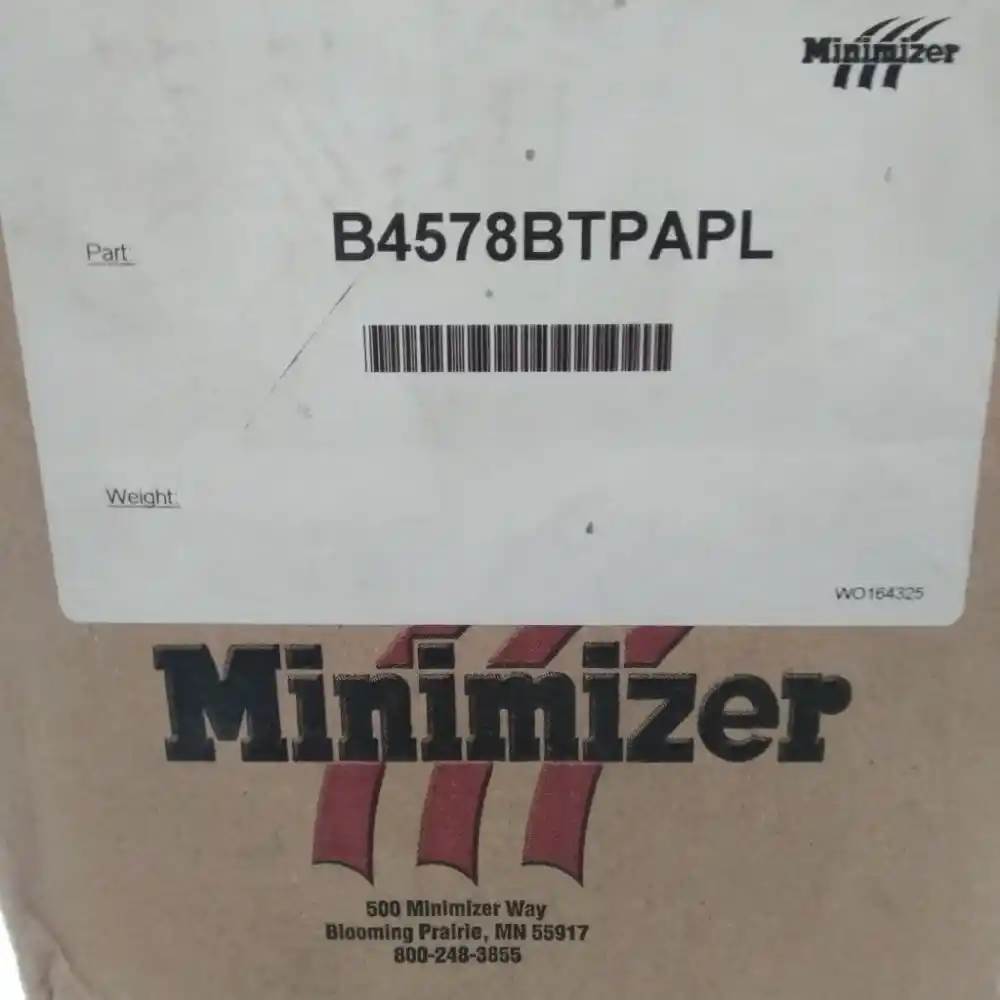 Minimizer
Part:
B4578BTPAPL
Weight:
WO164325
Minimizer
500 Minimizer Way
Blooming Prairie, MN 55917
800-248-3855